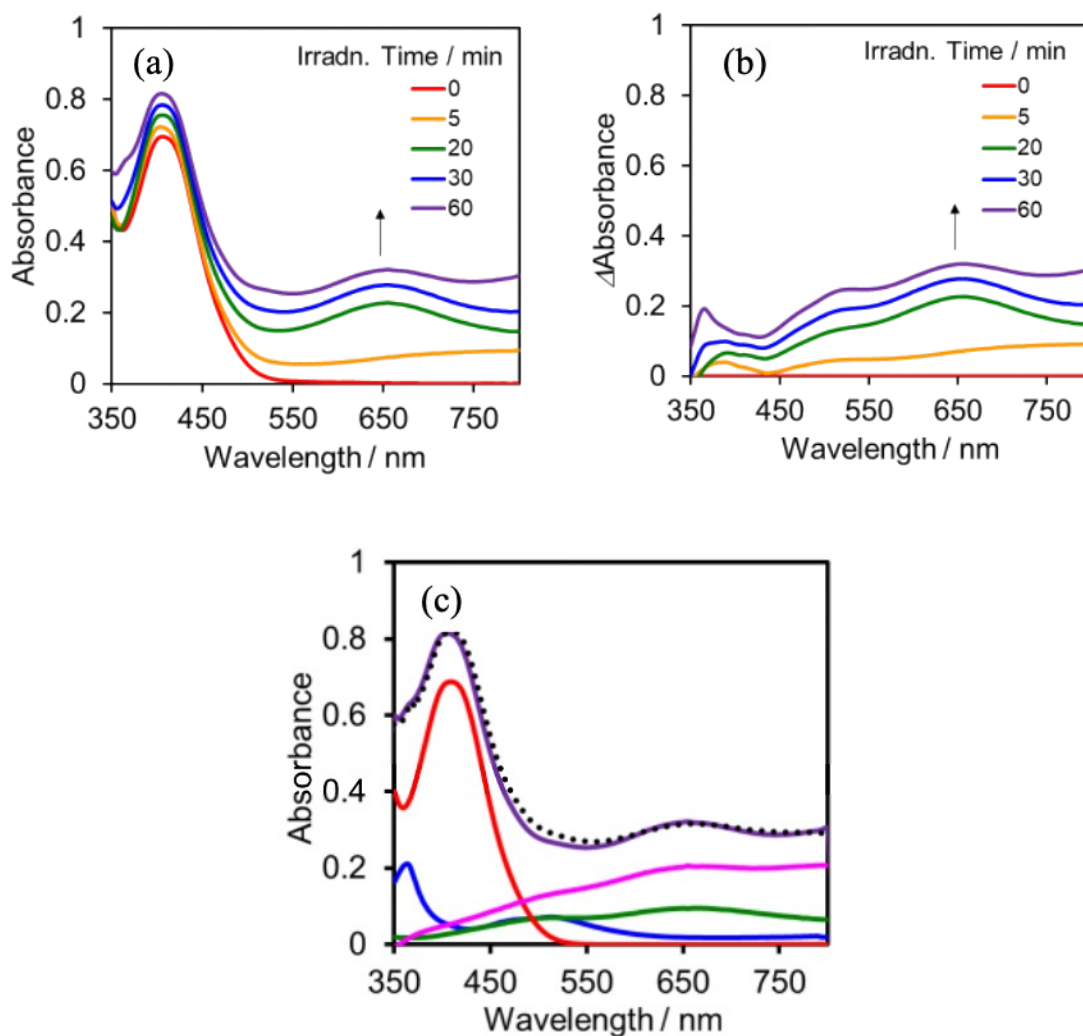 (a)
Irradn. Time / min
0
5
20
30
60
Absorbance
1
0.8
0.6
0.4
0.2
0
350 450 550 650 750
Wavelength / nm
(b)
Irradn. Time / min
0
5
20
30
60
ΔAbsorbance
1
0.8
0.6
0.4
0.2
0
350 450 550 650 750
Wavelength / nm
(c)
Absorbance
1
0.8
0.6
0.4
0.2
0
350 450 550 650 750
Wavelength / nm